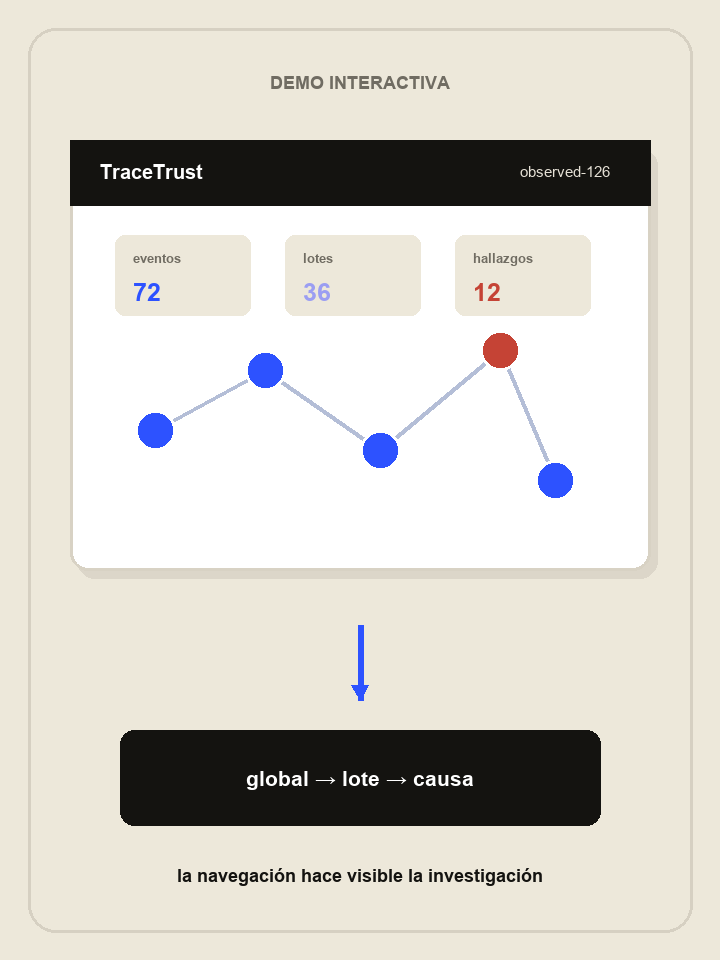 DEMO INTERACTIVA
TraceTrust observed-126
eventos lotes hallazgos
72 36 12
global → lote → causa
la navegación hace visible la investigación